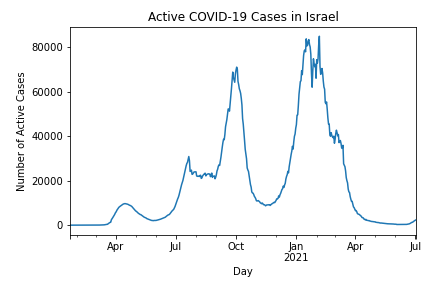 Active COVID-19 Cases in Israel
Number of Active Cases
80000
60000
40000
20000
0
Apr Jul Oct Jan Apr Jul
2021
Day